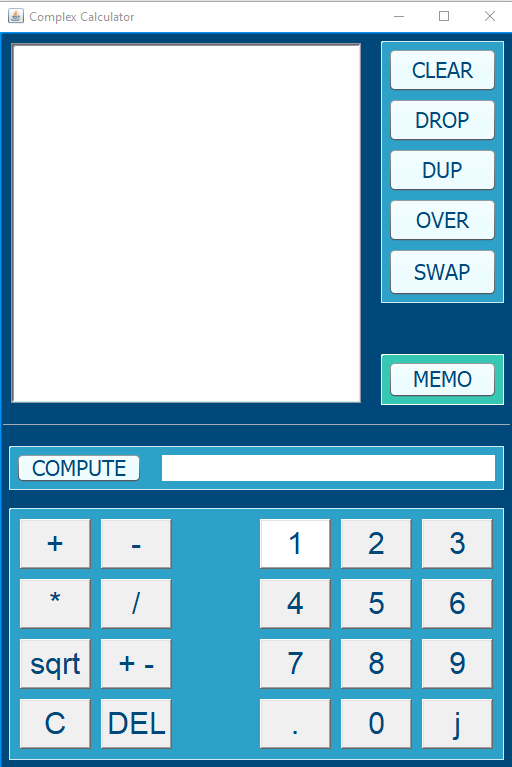 Complex Calculator
CLEAR
DROP
DUP
OVER
SWAP
MEMO
COMPUTE
+ - 1 2 3
* / 4 5 6
sqrt + - 7 8 9
C DEL . 0 j